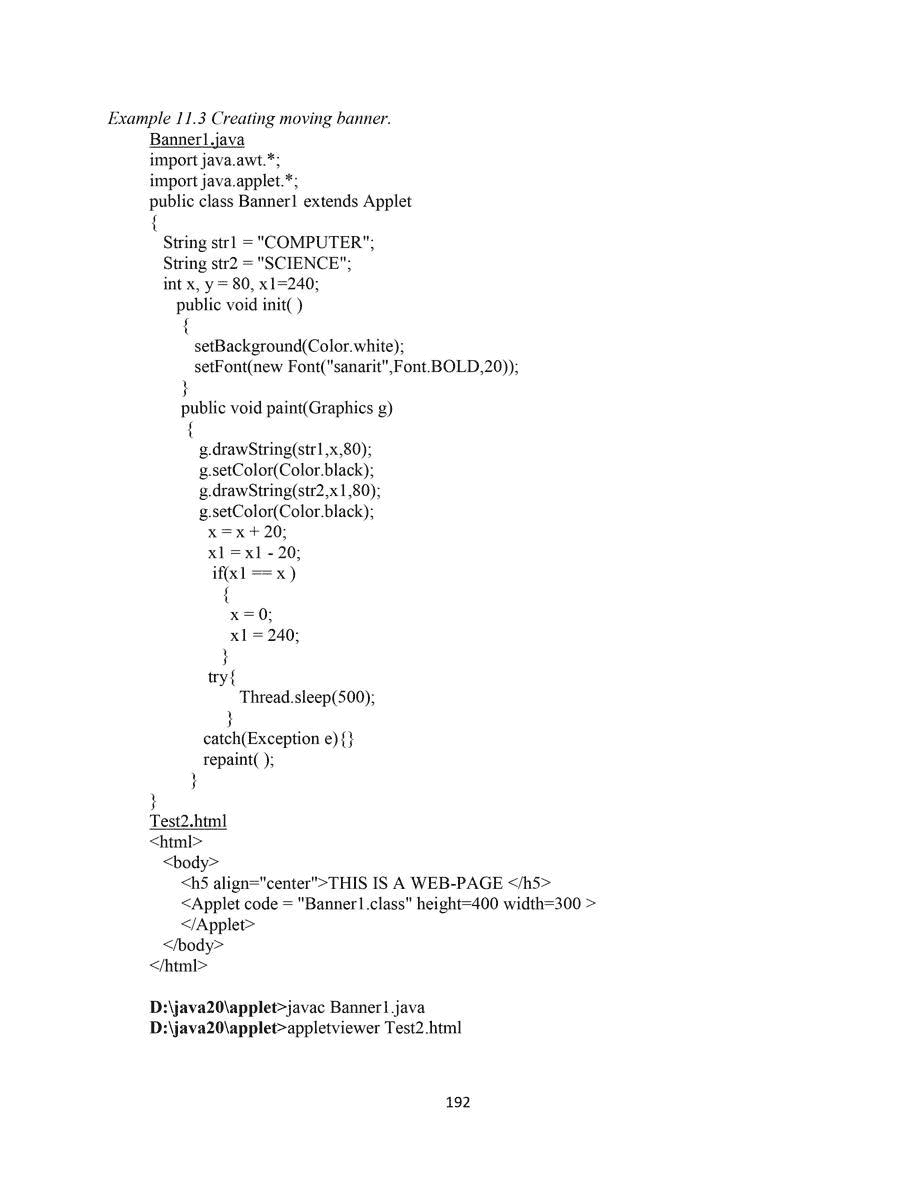 Example 11.3 Creating moving banner.
Banner1.java
import java.awt.*;
import java.applet.*;
public class Banner1 extends Applet
{
String str1 = "COMPUTER";
String str2 = "SCIENCE";
int x, y = 80, x1=240;
public void init( )
{
setBackground(Color.white);
setFont(new Font("sanarit",Font.BOLD,20));
}
public void paint(Graphics g)
{
g.drawString(str1,x,80);
g.setColor(Color.black);
g.drawString(str2,x1,80);
g.setColor(Color.black);
x = x + 20;
x1 = x1 - 20;
if(x1 == x )
{
x = 0;
x1 = 240;
}
try{
Thread.sleep(500);
}
catch(Exception e){}
repaint( );
}
}
Test2.html
<html>
<body>
<h5 align="center">THIS IS A WEB-PAGE </h5>
<Applet code = "Banner1.class" height=400 width=300 >
</Applet>
</body>
</html>
D:\java20\applet>javac Banner1.java
D:\java20\applet>appletviewer Test2.html
192